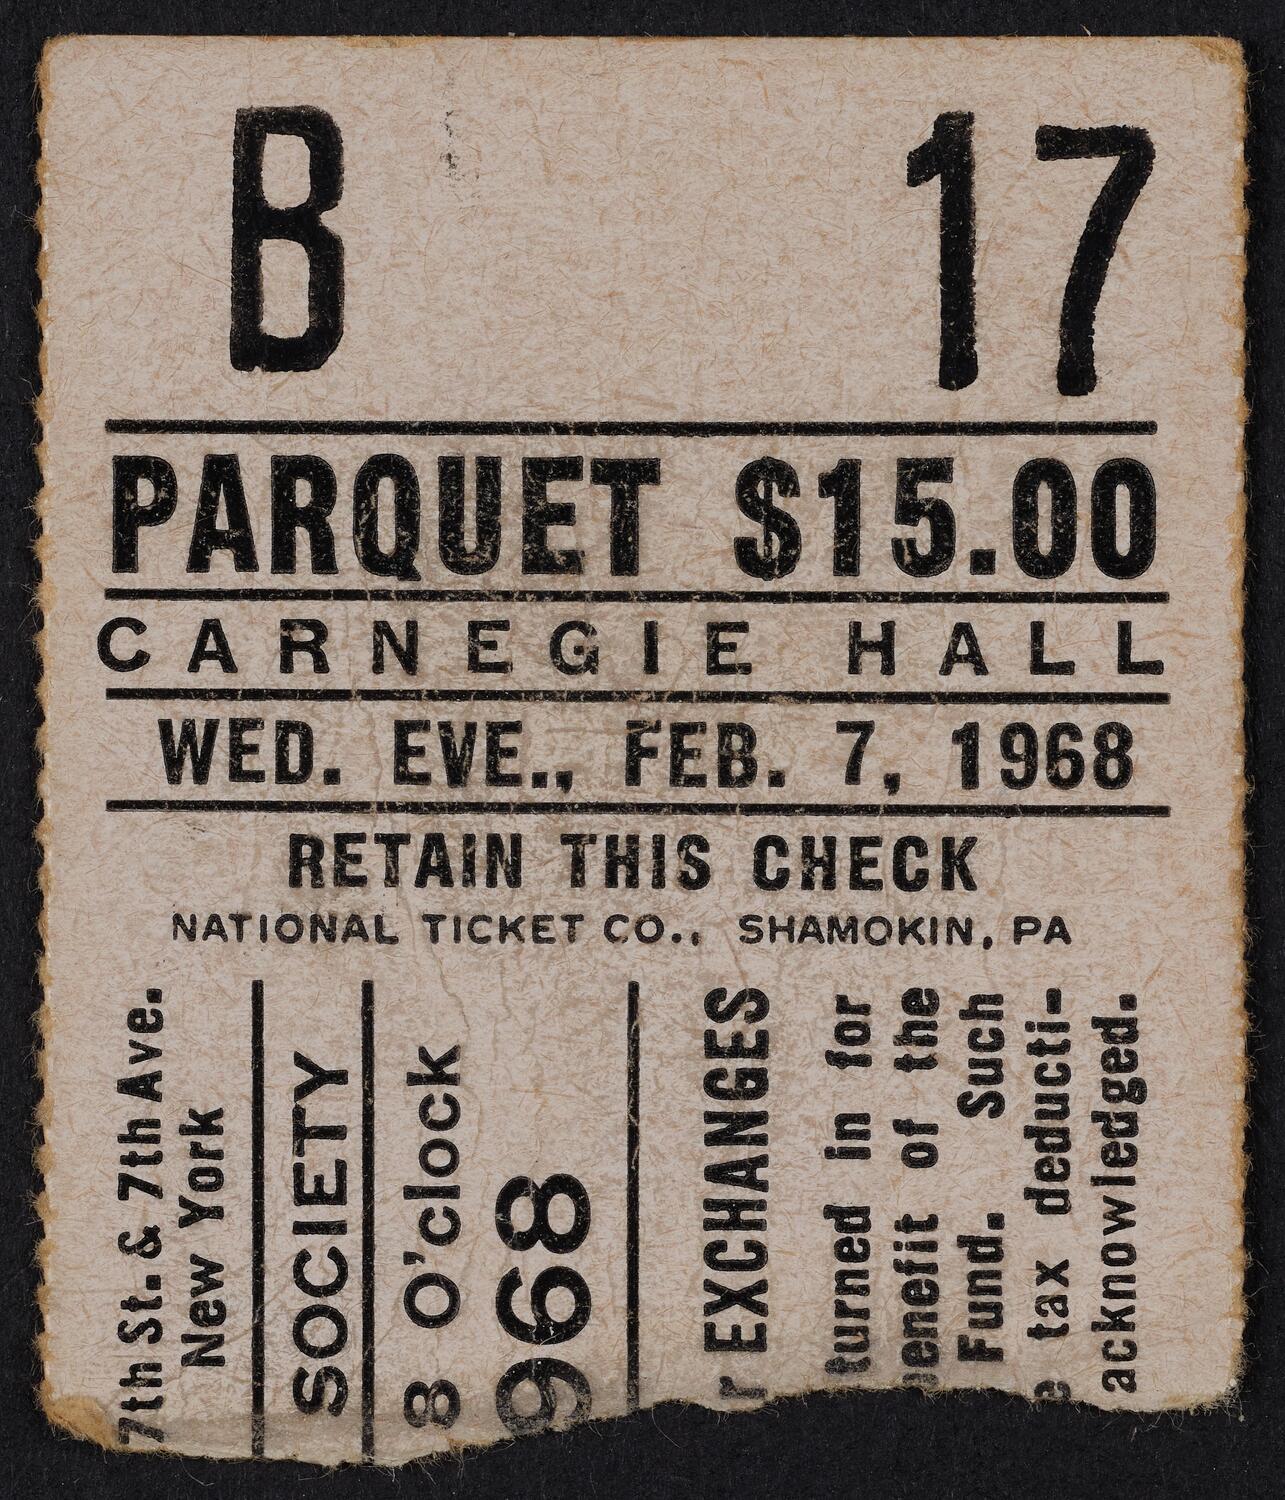 B 17
PARQUET $15.00
CARNEGIE HALL
WED. EVE., FEB. 7, 1968
RETAIN THIS CHECK
NATIONAL TICKET CO., SHAMOKIN, PA
7th St. & 7th Ave.
New York
SOCIETY
8 O'clock
968
r EXCHANGES
turned in for
enefit of the
Fund. Such
e tax deducti-
acknowledged.